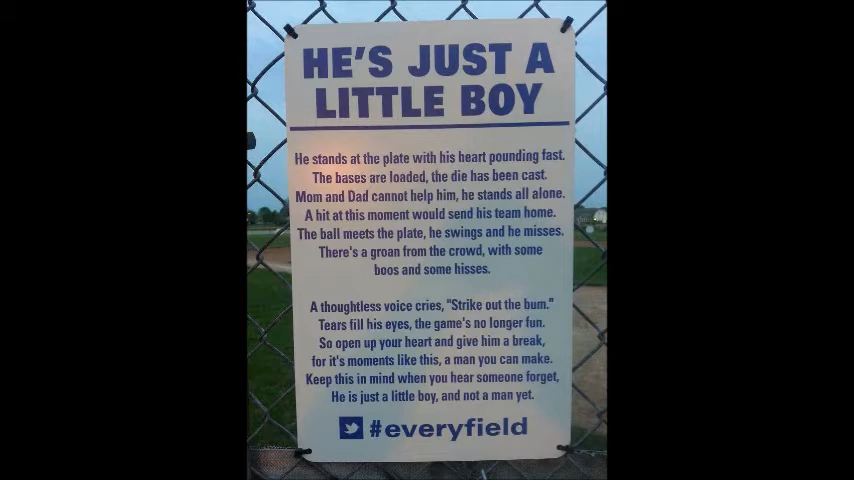 HE'S JUST A
LITTLE BOY
He stands at the plate with his heart pounding fast.
The bases are loaded, the die has been cast.
Mom and Dad cannot help him, he stands all alone.
A hit at this moment would send his team home.
The ball meets the plate, he swings and he misses.
There's a groan from the crowd, with some
boos and some hisses.
A thoughtless voice cries, "Strike out the bum."
Tears fill his eyes, the game's no longer fun.
So open up your heart and give him a break,
for it's moments like this, a man you can make.
Keep this in mind when you hear someone forget,
He is just a little boy, and not a man yet.
#everyfield